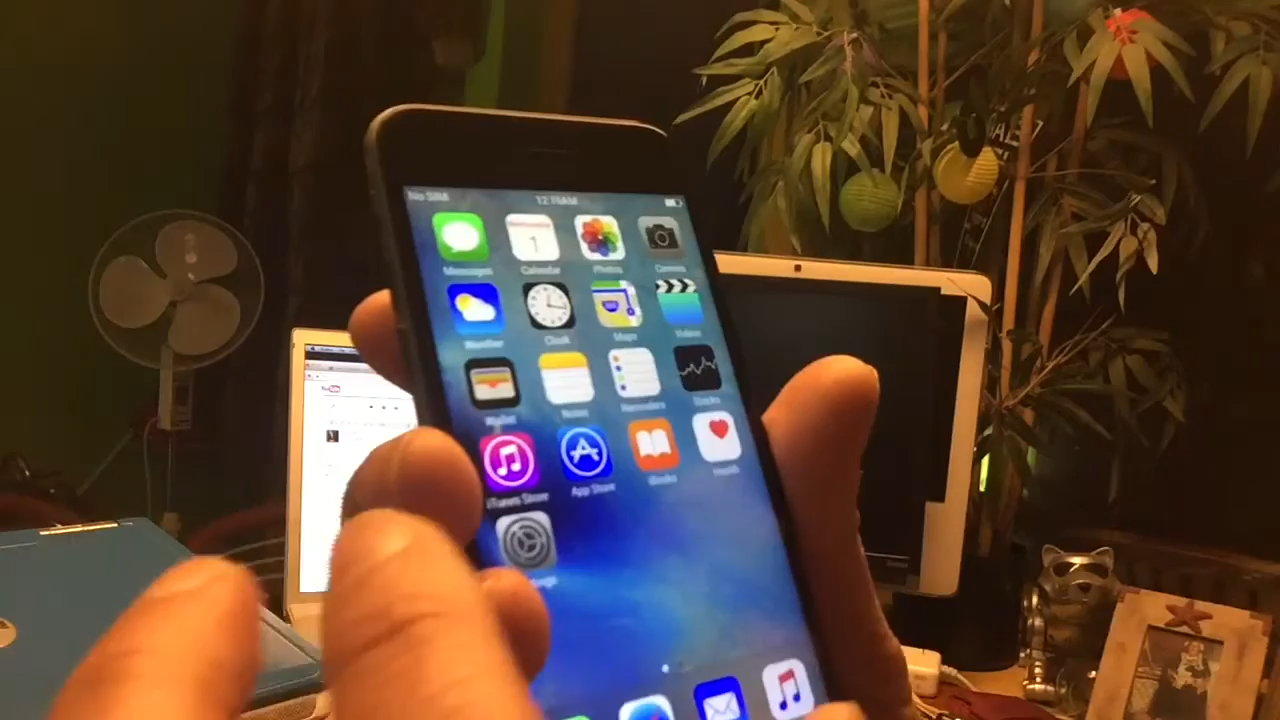 No SIM
Messages Calendar Photos Camera
1
Weather Clock Maps Videos
Wallet Notes Reminders Stocks
iTunes Store App Store iBooks Health